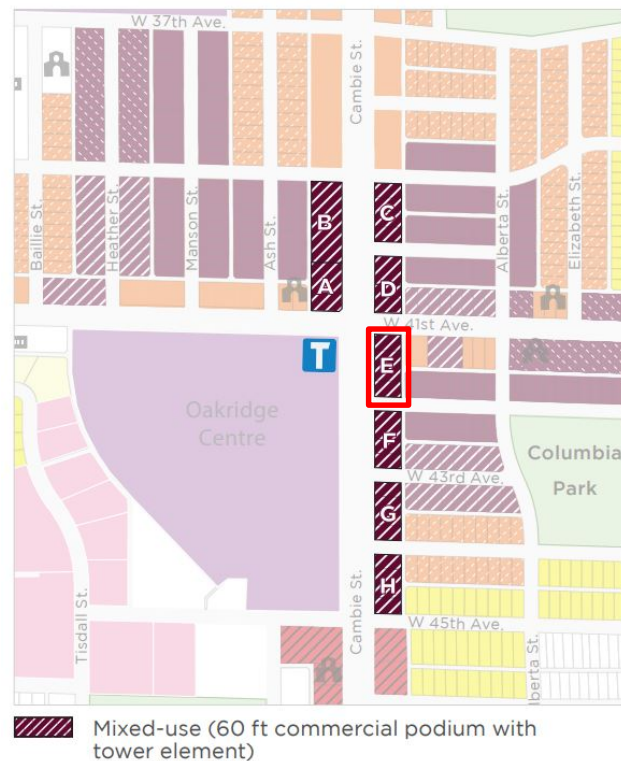 W 37th Ave.
Cambie St.
Baillie St.
Heather St.
Manson St.
Ash St.
B
A
C
D
Alberta St.
Elizabeth St.
W 41st Ave.
T
E
Oakridge
Centre
F
Columbia
Park
W 43rd Ave.
G
H
Tisdall St.
Cambie St.
W 45th Ave.
lberta St.
Mixed-use (60 ft commercial podium with
tower element)